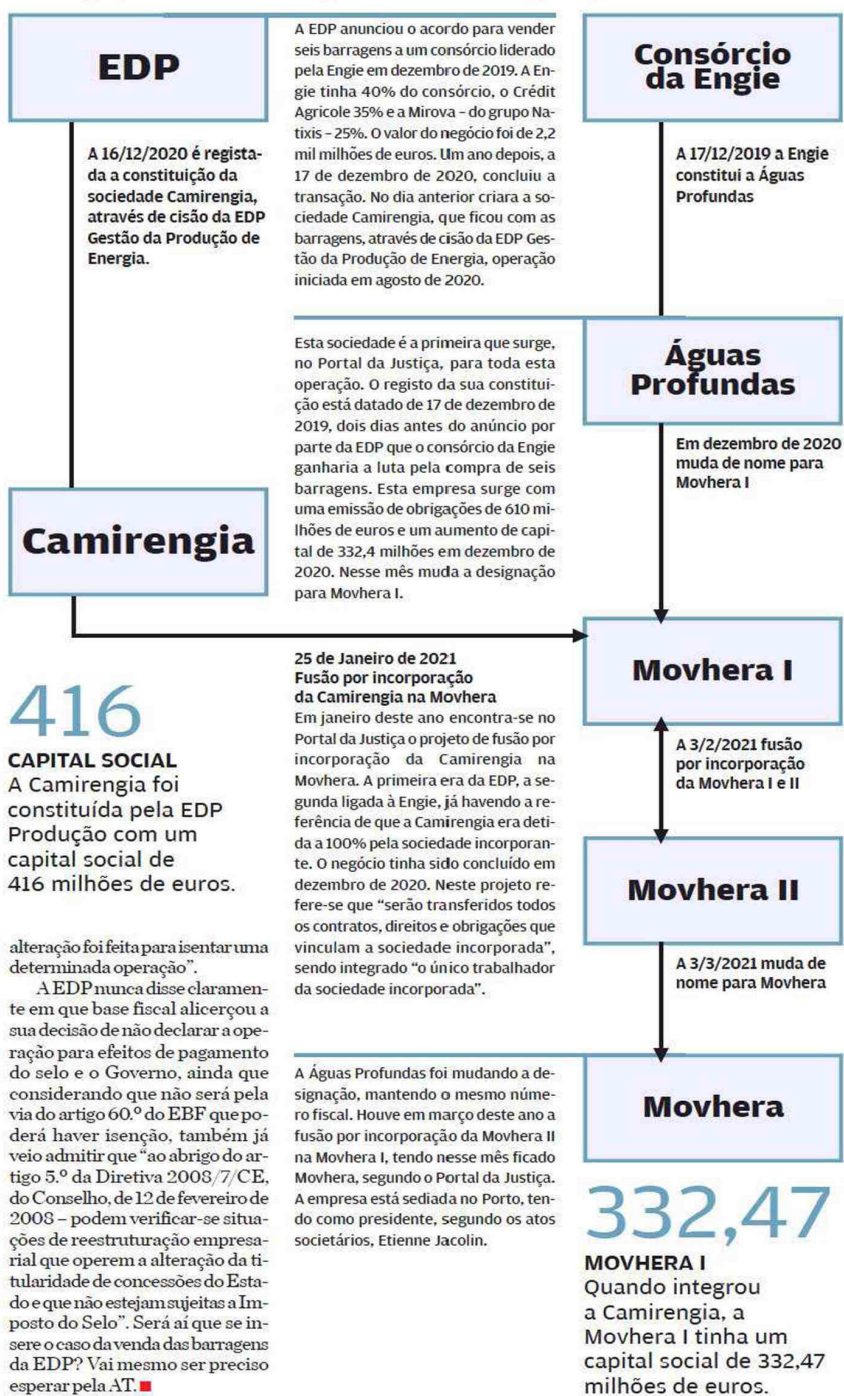 EDP
A 16/12/2020 é regista-
da a constituição da
sociedade Camirengia,
através de cisão da EDP
Gestão da Produção de
Energia.
A EDP anunciou o acordo para vender
seis barragens a um consórcio liderado
pela Engie em dezembro de 2019. A En-
gie tinha 40% do consórcio, o Crédit
Agricole 35% e a Mirova – do grupo Na-
tixis – 25%. O valor do negócio foi de 2,2
mil milhões de euros. Um ano depois, a
17 de dezembro de 2020, concluiu a
transação. No dia anterior criara a so-
ciedade Camirengia, que ficou com as
barragens, através de cisão da EDP Ges-
tão da Produção de Energia, operação
iniciada em agosto de 2020.
Consórcio
da Engie
A 17/12/2019 a Engie
constitui a Águas
Profundas
Esta sociedade é a primeira que surge,
no Portal da Justiça, para toda esta
operação. O registo da sua constitui-
ção está datado de 17 de dezembro de
2019, dois dias antes do anúncio por
parte da EDP que o consórcio da Engie
ganharia a luta pela compra de seis
barragens. Esta empresa surge com
uma emissão de obrigações de 610 mi-
lhões de euros e um aumento de capi-
tal de 332,4 milhões em dezembro de
2020. Nesse mês muda a designação
para Movhera I.
Águas
Profundas
Em dezembro de 2020
muda de nome para
Movhera I
Camirengia
25 de Janeiro de 2021
Fusão por incorporação
da Camirengia na Movhera
Em janeiro deste ano encontra-se no
Portal da Justiça o projeto de fusão por
incorporação da Camirengia na
Movhera. A primeira era da EDP, a se-
gunda ligada à Engie, já havendo a re-
ferência de que a Camirengia era deti-
da a 100% pela sociedade incorporan-
te. O negócio tinha sido concluído em
dezembro de 2020. Neste projeto re-
fere-se que “serão transferidos todos
os contratos, direitos e obrigações que
vinculam a sociedade incorporada”,
sendo integrado “o único trabalhador
da sociedade incorporada”.
Movhera I
A 3/2/2021 fusão
por incorporação
da Movhera I e II
Movhera II
A 3/3/2021 muda de
nome para Movhera
416
CAPITAL SOCIAL
A Camirengia foi
constituída pela EDP
Produção com um
capital social de
416 milhões de euros.
alteração foi feita para isentar uma
determinada operação”.
A EDP nunca disse claramen-
te em que base fiscal alicerçou a
sua decisão de não declarar a ope-
ração para efeitos de pagamento
do selo e o Governo, ainda que
considerando que não será pela
via do artigo 60.º do EBF que po-
derá haver isenção, também já
veio admitir que “ao abrigo do ar-
tigo 5.º da Diretiva 2008/7/CE,
do Conselho, de 12 de fevereiro de
2008 – podem verificar-se situa-
ções de reestruturação empresa-
rial que operem a alteração da ti-
tularidade de concessões do Esta-
do e que não estejam sujeitas a Im-
posto do Selo”. Será aí que se in-
sere o caso da venda das barragens
da EDP? Vai mesmo ser preciso
esperar pela AT.
A Águas Profundas foi mudando a de-
signação, mantendo o mesmo núme-
ro fiscal. Houve em março deste ano a
fusão por incorporação da Movhera II
na Movhera I, tendo nesse mês ficado
Movhera, segundo o Portal da Justiça.
A empresa está sediada no Porto, ten-
do como presidente, segundo os atos
societários, Etienne Jacolin.
Movhera
332,47
MOVHERA I
Quando integrou
a Camirengia, a
Movhera I tinha um
capital social de 332,47
milhões de euros.